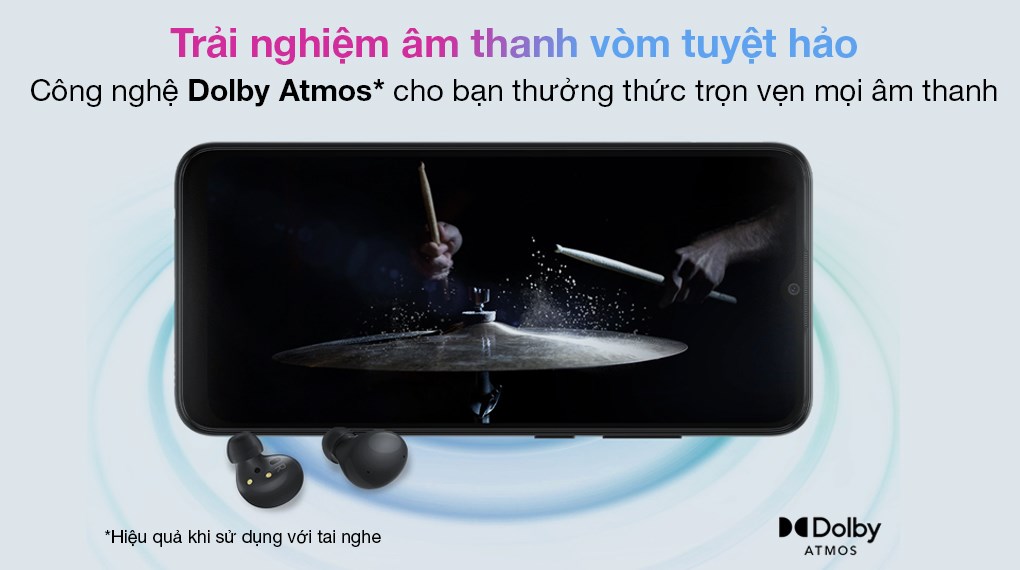 Trải nghiệm âm thanh vòm tuyệt hảo
Công nghệ Dolby Atmos* cho bạn thưởng thức trọn vẹn mọi âm thanh
*Hiệu quả khi sử dụng với tai nghe
Dolby
ATMOS